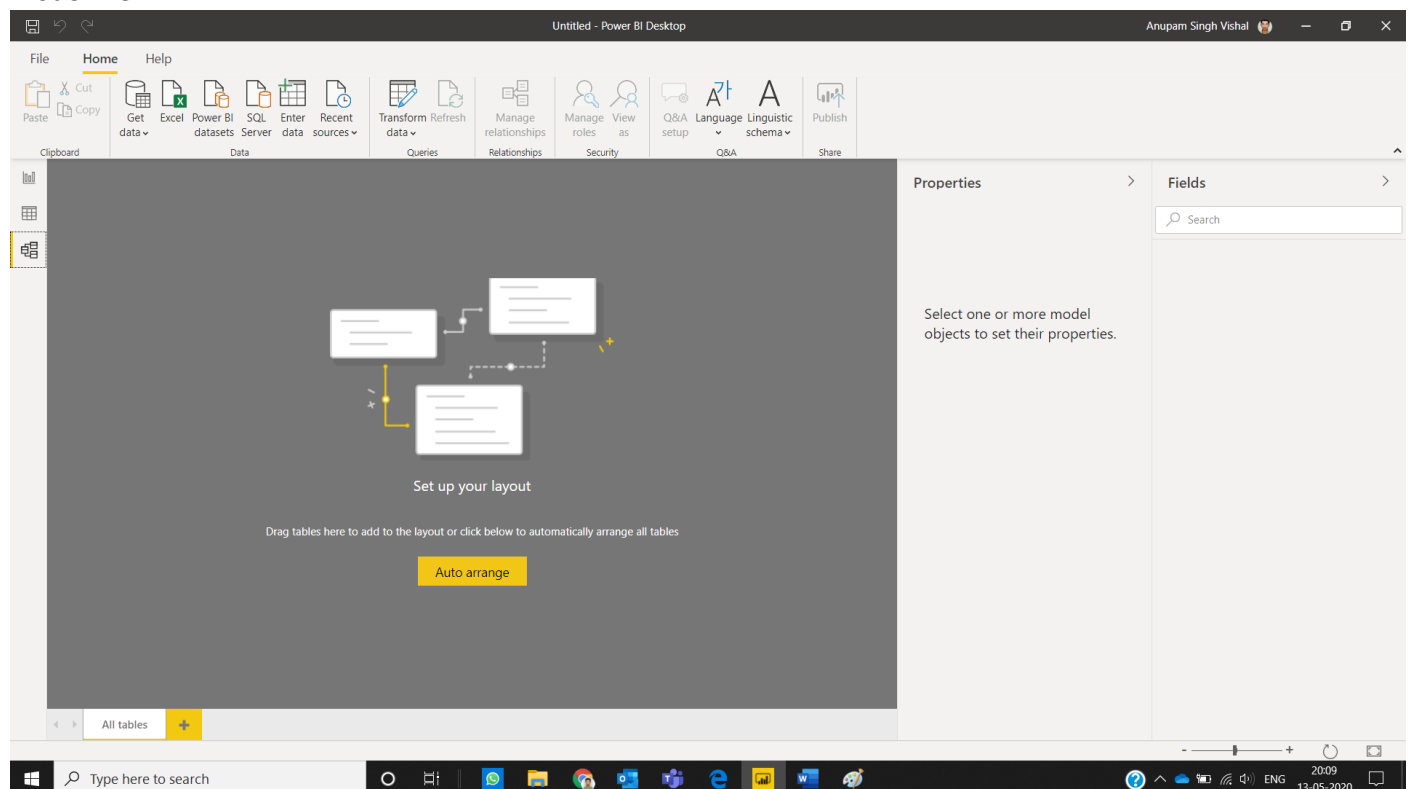 Untitled - Power BI Desktop
Anupam Singh Vishal
File Home Help
Paste
Cut
Copy
Clipboard
Get data
Excel
Power BI datasets
SQL Server
Enter data
Recent sources
Data
Transform data
Refresh
Queries
Manage relationships
Relationships
Manage roles
View as
Security
Q&A setup
Language
Linguistic schema
Q&A
Publish
Share
Properties
Select one or more model
objects to set their properties.
Fields
Search
Set up your layout
Drag tables here to add to the layout or click below to automatically arrange all tables
Auto arrange
All tables
Type here to search
ENG
20:09
13-05-2020